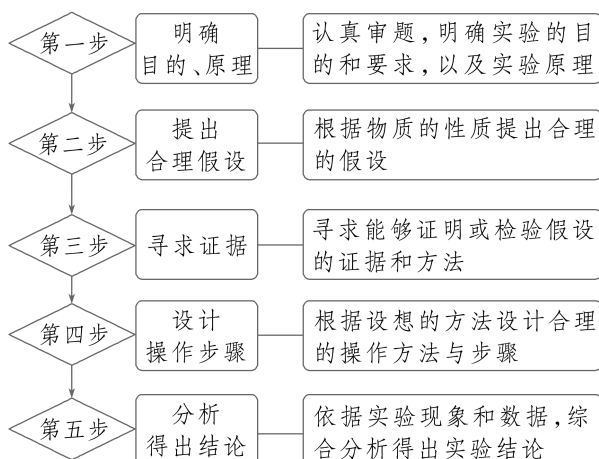 第一步
明确
目的、原理
认真审题,明确实验的目
的和要求,以及实验原理
第二步
提出
合理假设
根据物质的性质提出合理
的假设
第三步
寻求证据
寻求能够证明或检验假设
的证据和方法
第四步
设计
操作步骤
根据设想的方法设计合理
的操作方法与步骤
第五步
分析
得出结论
依据实验现象和数据,综
合分析得出实验结论